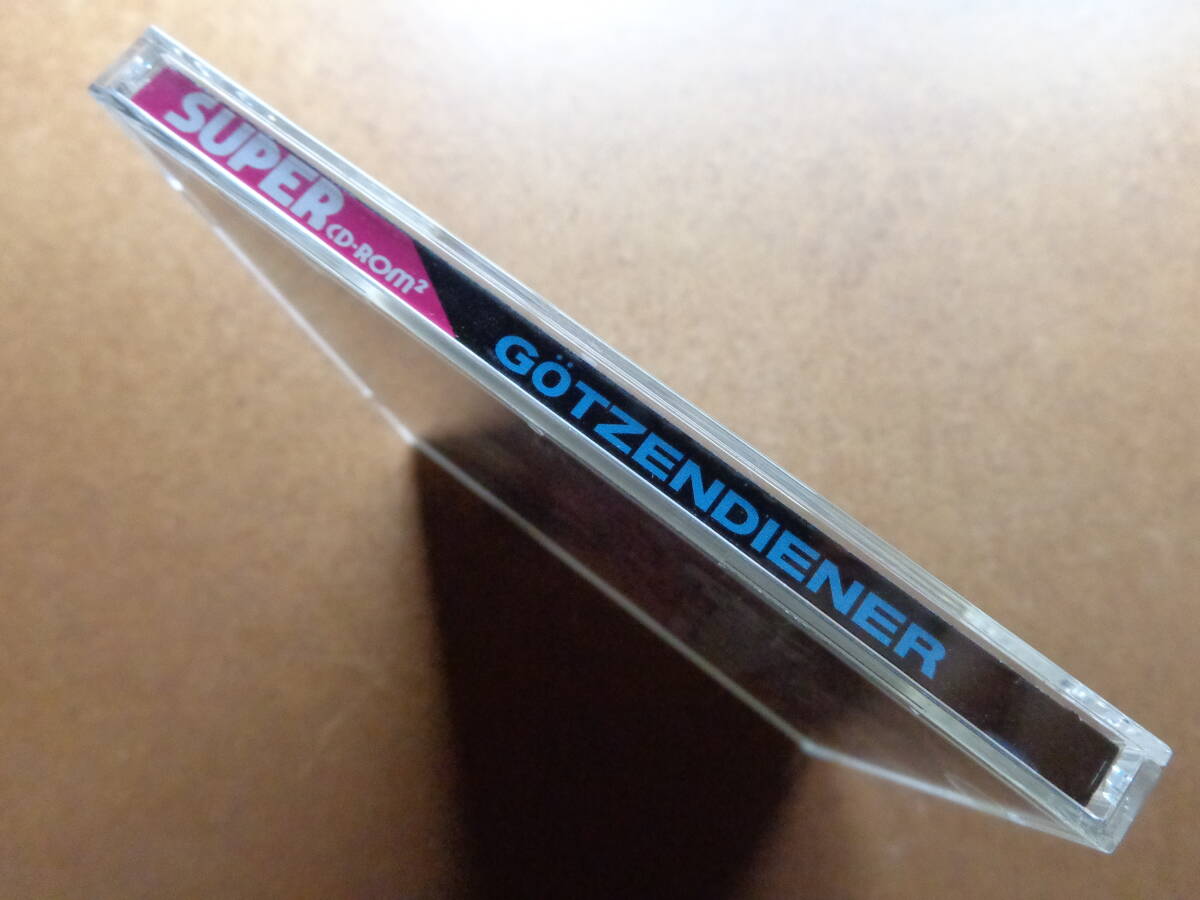 SUPER CD-ROM²
GÖTZENDIENER